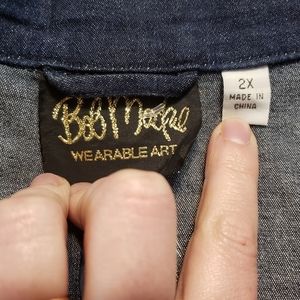 Bob Mackie
WEARABLE ART
2X
MADE IN
CHINA